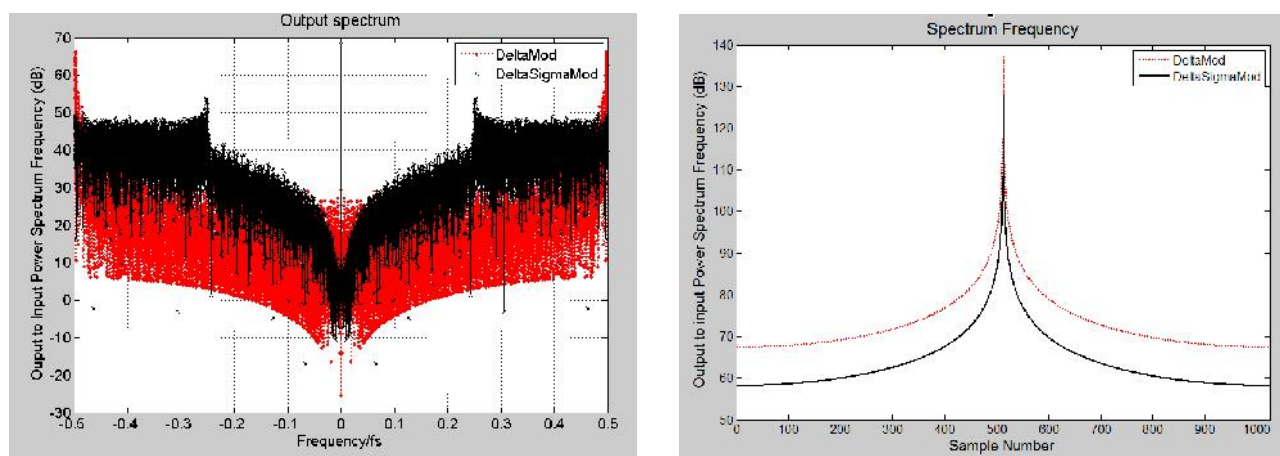 Output spectrum
Ouput to Input Power Spectrum Frequency (dB)
70
60
50
40
30
20
10
0
-10
-20
-30
DeltaMod
DeltaSigmaMod
-0.5 -0.4 -0.3 -0.2 -0.1 0 0.1 0.2 0.3 0.4 0.5
Frequency/fs
Spectrum Frequency
Output to input Power Spectrum Frequency (dB)
140
130
120
110
100
90
80
70
60
50
DeltaMod
DeltaSigmaMod
0 100 200 300 400 500 600 700 800 900 1000
Sample Number